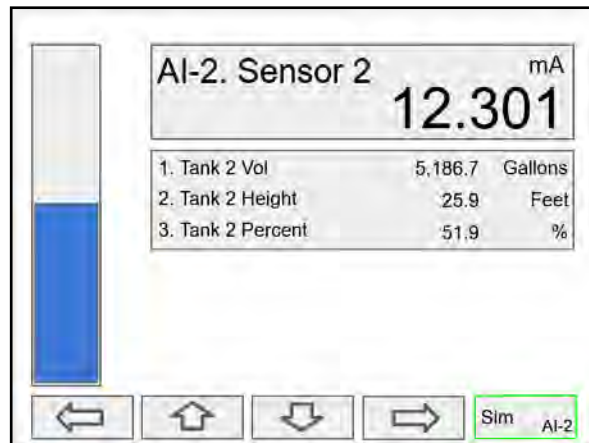 AI-2. Sensor 2 mA
12.301
1. Tank 2 Vol 5,186.7 Gallons
2. Tank 2 Height 25.9 Feet
3. Tank 2 Percent 51.9 %
Sim AI-2